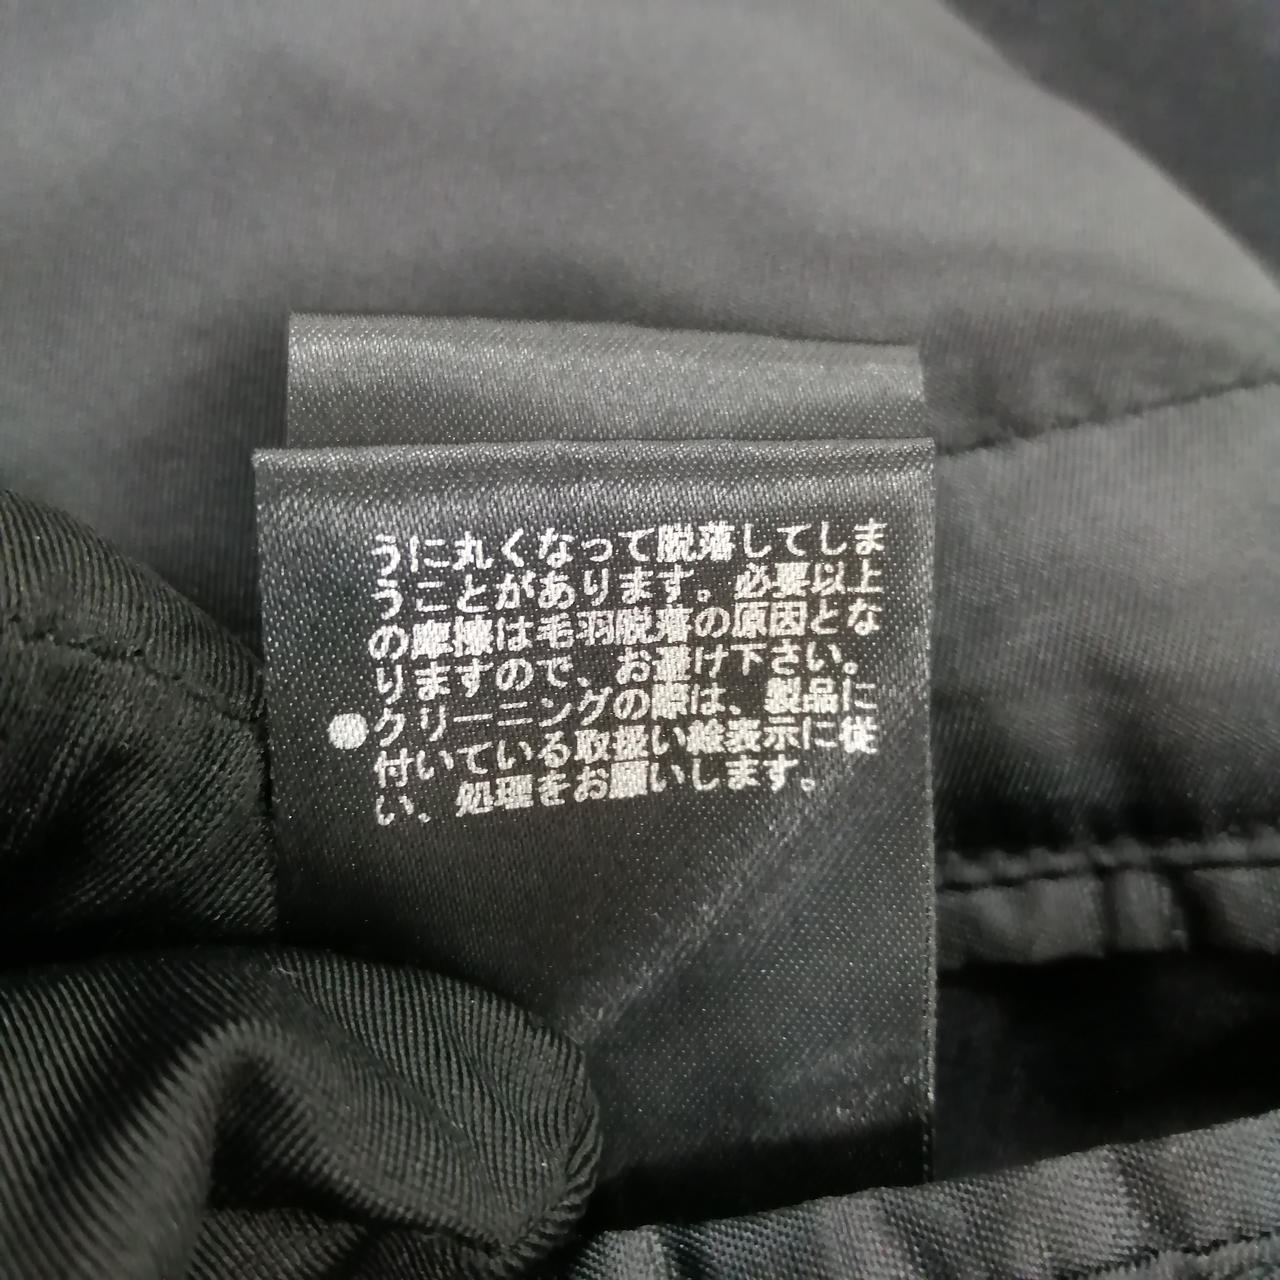 うに丸くなって脱落してしま
うことがあります。必要以上
の摩擦は毛羽脱落の原因とな
りますので、お避け下さい。
●クリーニングの際は、製品に
付いている取扱い絵表示に従
い、処理をお願いします。